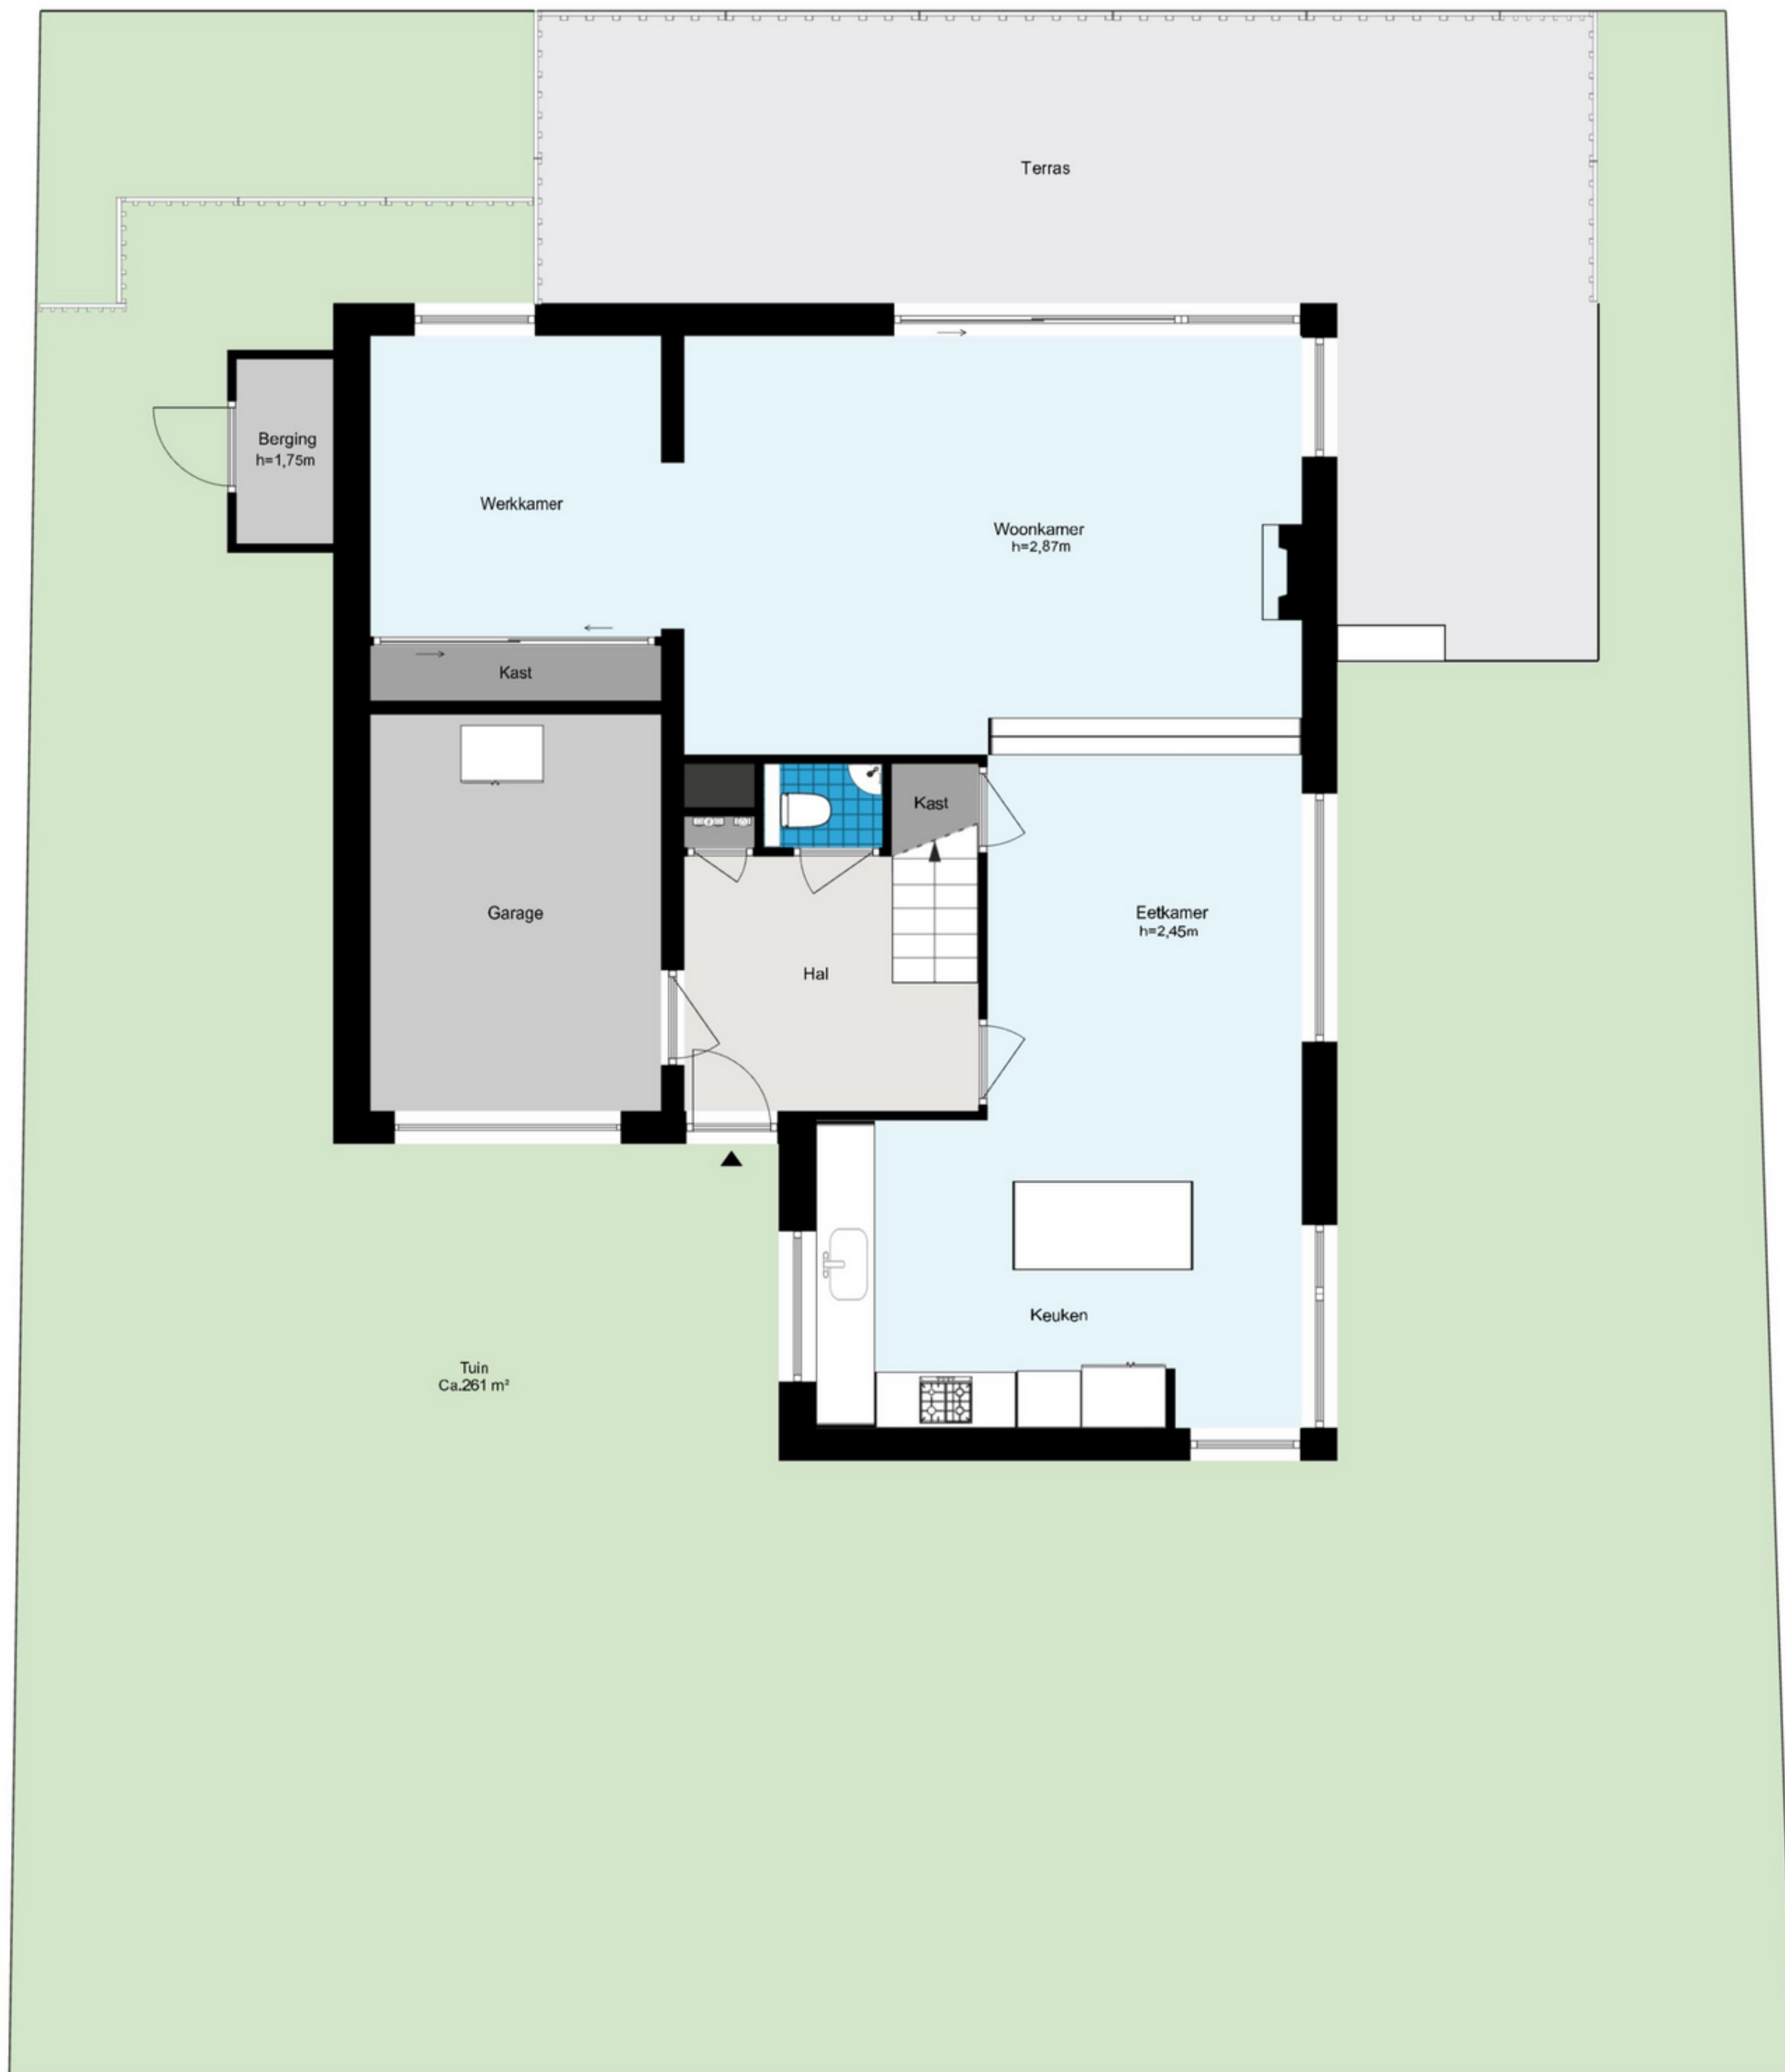 Terras
Berging
h=1,75m
Werkkamer
Woonkamer
h=2,87m
Kast
Kast
Garage
Eetkamer
h=2,45m
Hal
Keuken
Tuin
Ca.261 m²